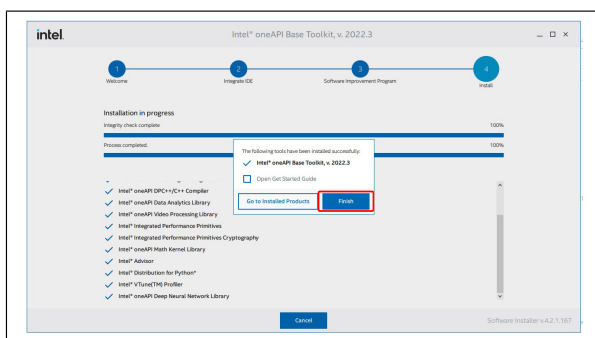 intel.
Intel® oneAPI Base Toolkit, v. 2022.3
1
2
3
4
Welcome
Integrate IDE
Software Improvement Program
Install
Installation in progress
Integrity check complete
100%
Process completed.
100%
The following tools have been installed successfully:
Intel® oneAPI Base Toolkit, v. 2022.3
Open Get Started Guide
Go to Installed Products
Finish
Intel® oneAPI DPC++/C++ Compiler
Intel® oneAPI Data Analytics Library
Intel® oneAPI Video Processing Library
Intel® Integrated Performance Primitives
Intel® Integrated Performance Primitives Cryptography
Intel® oneAPI Math Kernel Library
Intel® Advisor
Intel® Distribution for Python*
Intel® VTune(TM) Profiler
Intel® oneAPI Deep Neural Network Library
Cancel
Software Installer v.4.2.1.167